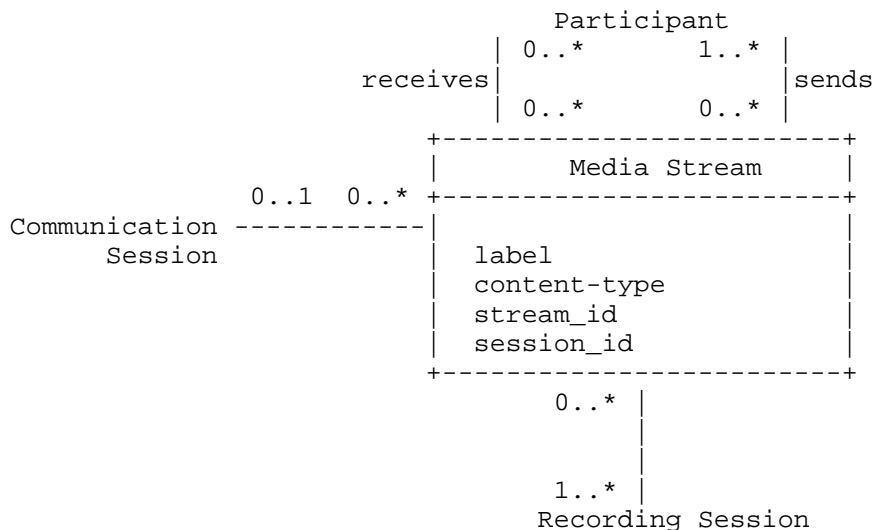 Participant
| 0..* 1..* |
receives| |sends
| 0..* 0..* |
+-------------------------+
| Media Stream |
0..1 0..* +-------------------------+
Communication ------------| |
Session | label |
| content-type |
| stream_id |
| session_id |
+-------------------------+
0..* |
|
|
1..* |
Recording Session